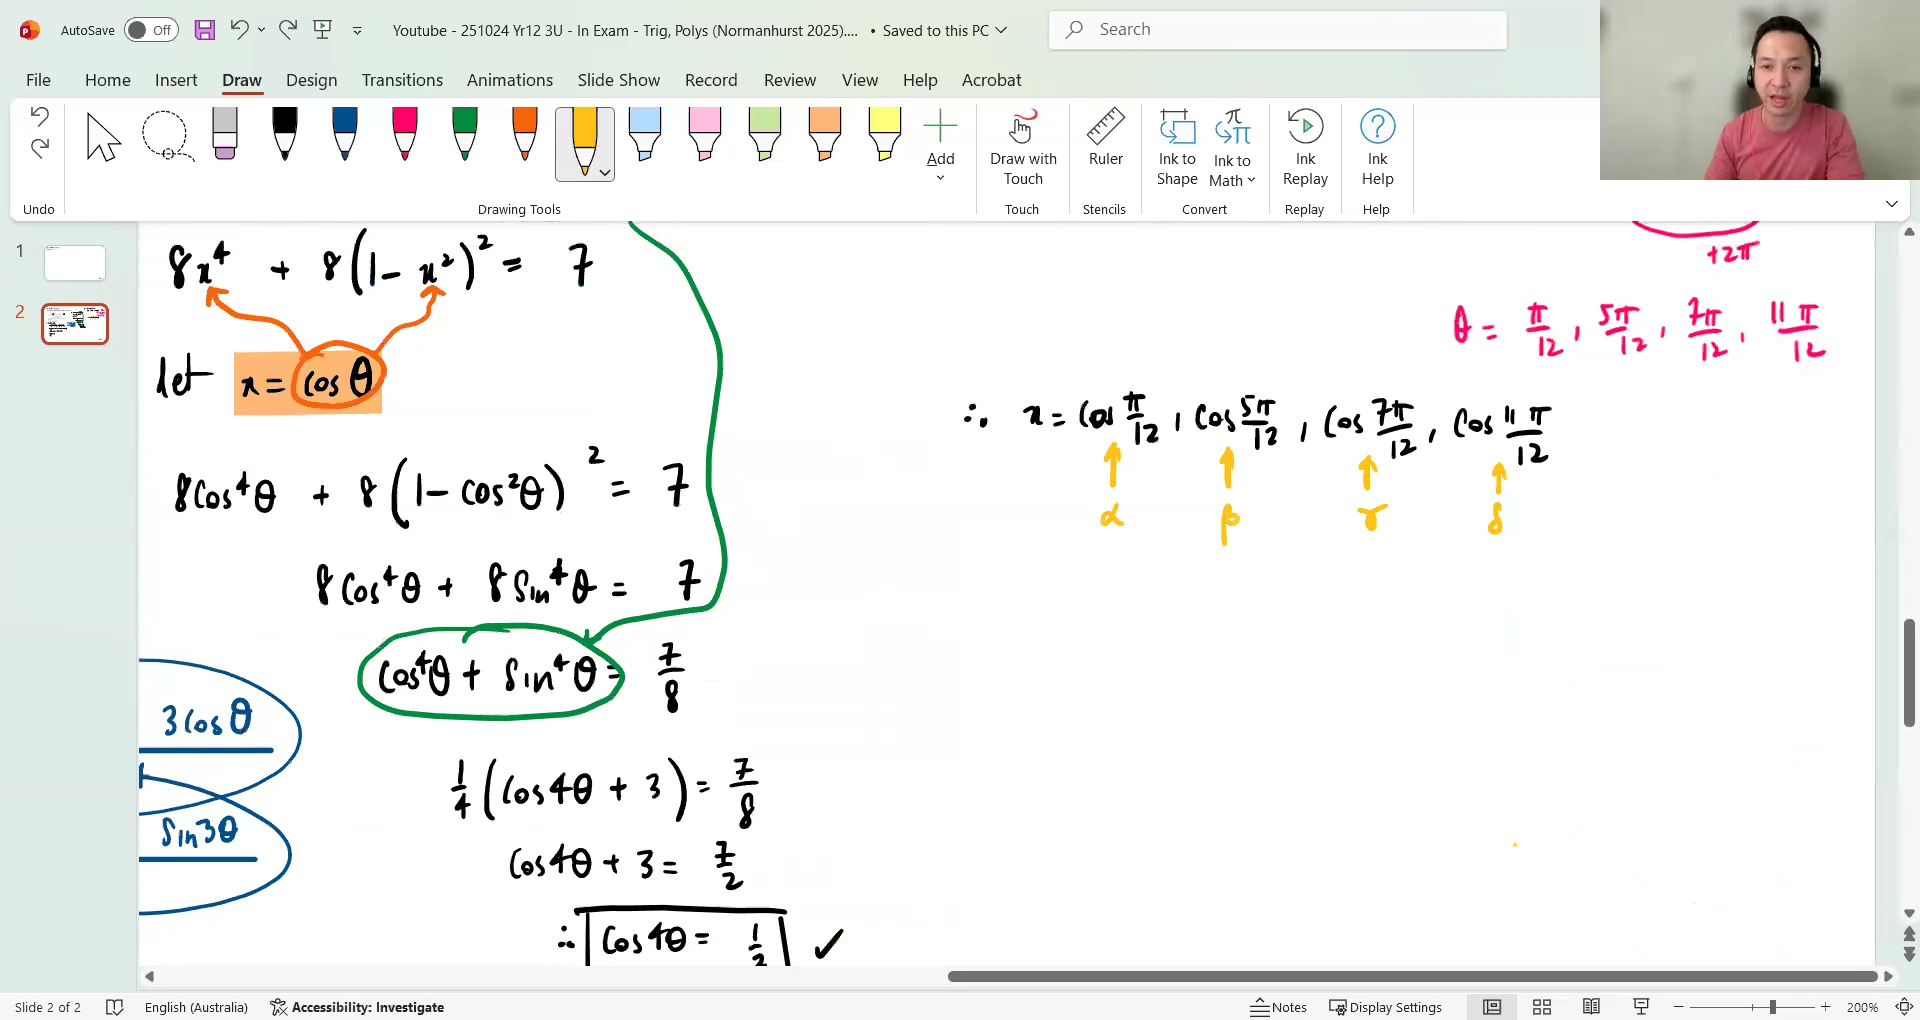 AutoSave Off Youtube - 251024 Yr12 3U - In Exam - Trig, Polys (Normanhurst 2025).... • Saved to this PC Search
File Home Insert Draw Design Transitions Animations Slide Show Record Review View Help Acrobat
Add
Draw with Touch
Ruler
Ink to Shape
Ink to Math
Ink Replay
Ink Help
Undo Drawing Tools Touch Stencils Convert Replay Help
1
2
8x⁴ + 8(1 - x²)² = 7
let x = cos θ
8cos⁴θ + 8(1 - cos²θ)² = 7
8cos⁴θ + 8sin⁴θ = 7
cos⁴θ + sin⁴θ = 7/8
3cosθ
sin3θ
1/4 (cos4θ + 3) = 7/8
cos4θ + 3 = 7/2
∴ cos4θ = 1/2 ✓
+2π
θ = π/12, 5π/12, 7π/12, 11π/12
∴ x = cos π/12, cos 5π/12, cos 7π/12, cos 11π/12
α β γ δ
Slide 2 of 2 English (Australia) Accessibility: Investigate Notes Display Settings 200%